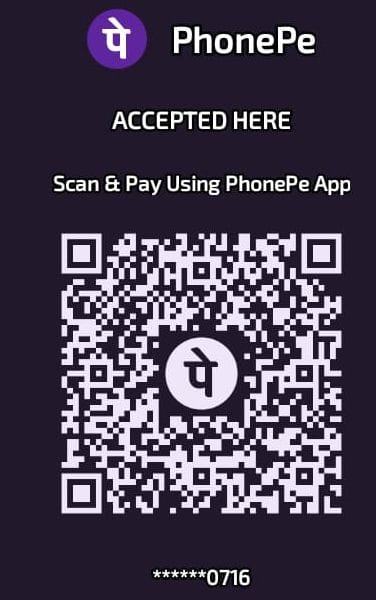 पे PhonePe
ACCEPTED HERE
Scan & Pay Using PhonePe App
पे
******0716